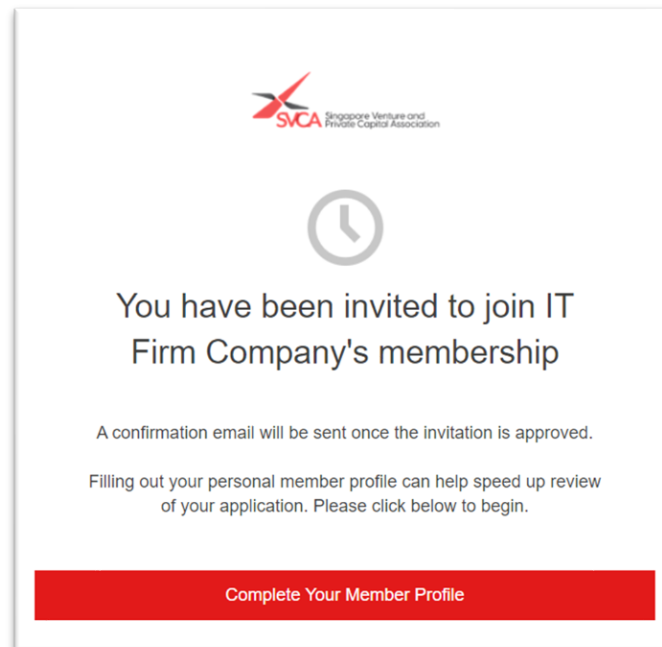 SVCA Singapore Venture and
Private Capital Association
You have been invited to join IT
Firm Company's membership
A confirmation email will be sent once the invitation is approved.
Filling out your personal member profile can help speed up review
of your application. Please click below to begin.
Complete Your Member Profile